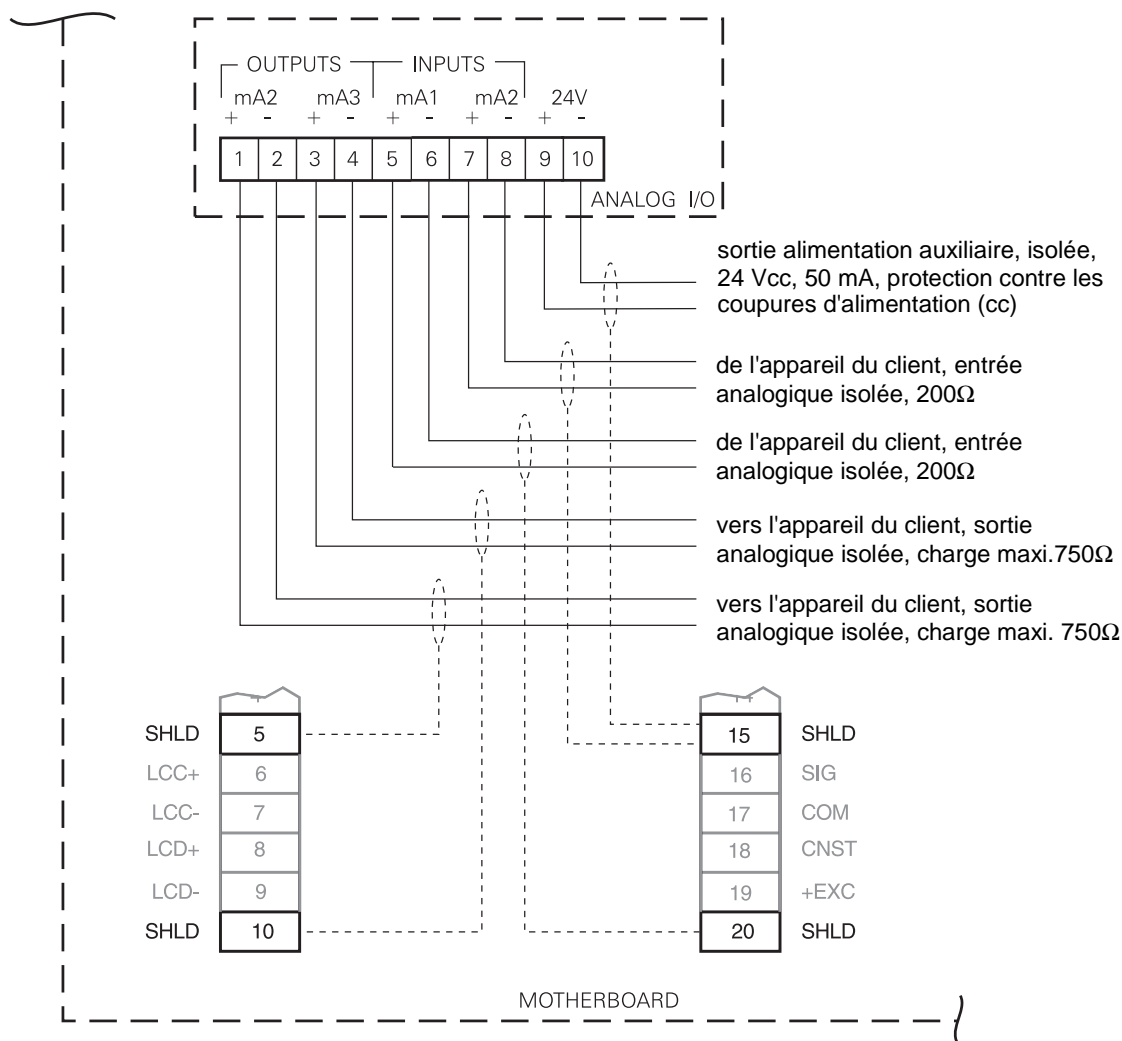 OUTPUTS INPUTS
mA2 mA3 mA1 mA2 24V
+ - + - + - + - + -
1 2 3 4 5 6 7 8 9 10
ANALOG I/O
sortie alimentation auxiliaire, isolée,
24 Vcc, 50 mA, protection contre les
coupures d'alimentation (cc)
de l'appareil du client, entrée
analogique isolée, 200Ω
de l'appareil du client, entrée
analogique isolée, 200Ω
vers l'appareil du client, sortie
analogique isolée, charge maxi.750Ω
vers l'appareil du client, sortie
analogique isolée, charge maxi. 750Ω
SHLD 5
LCC+ 6
LCC- 7
LCD+ 8
LCD- 9
SHLD 10
15 SHLD
16 SIG
17 COM
18 CNST
19 +EXC
20 SHLD
MOTHERBOARD